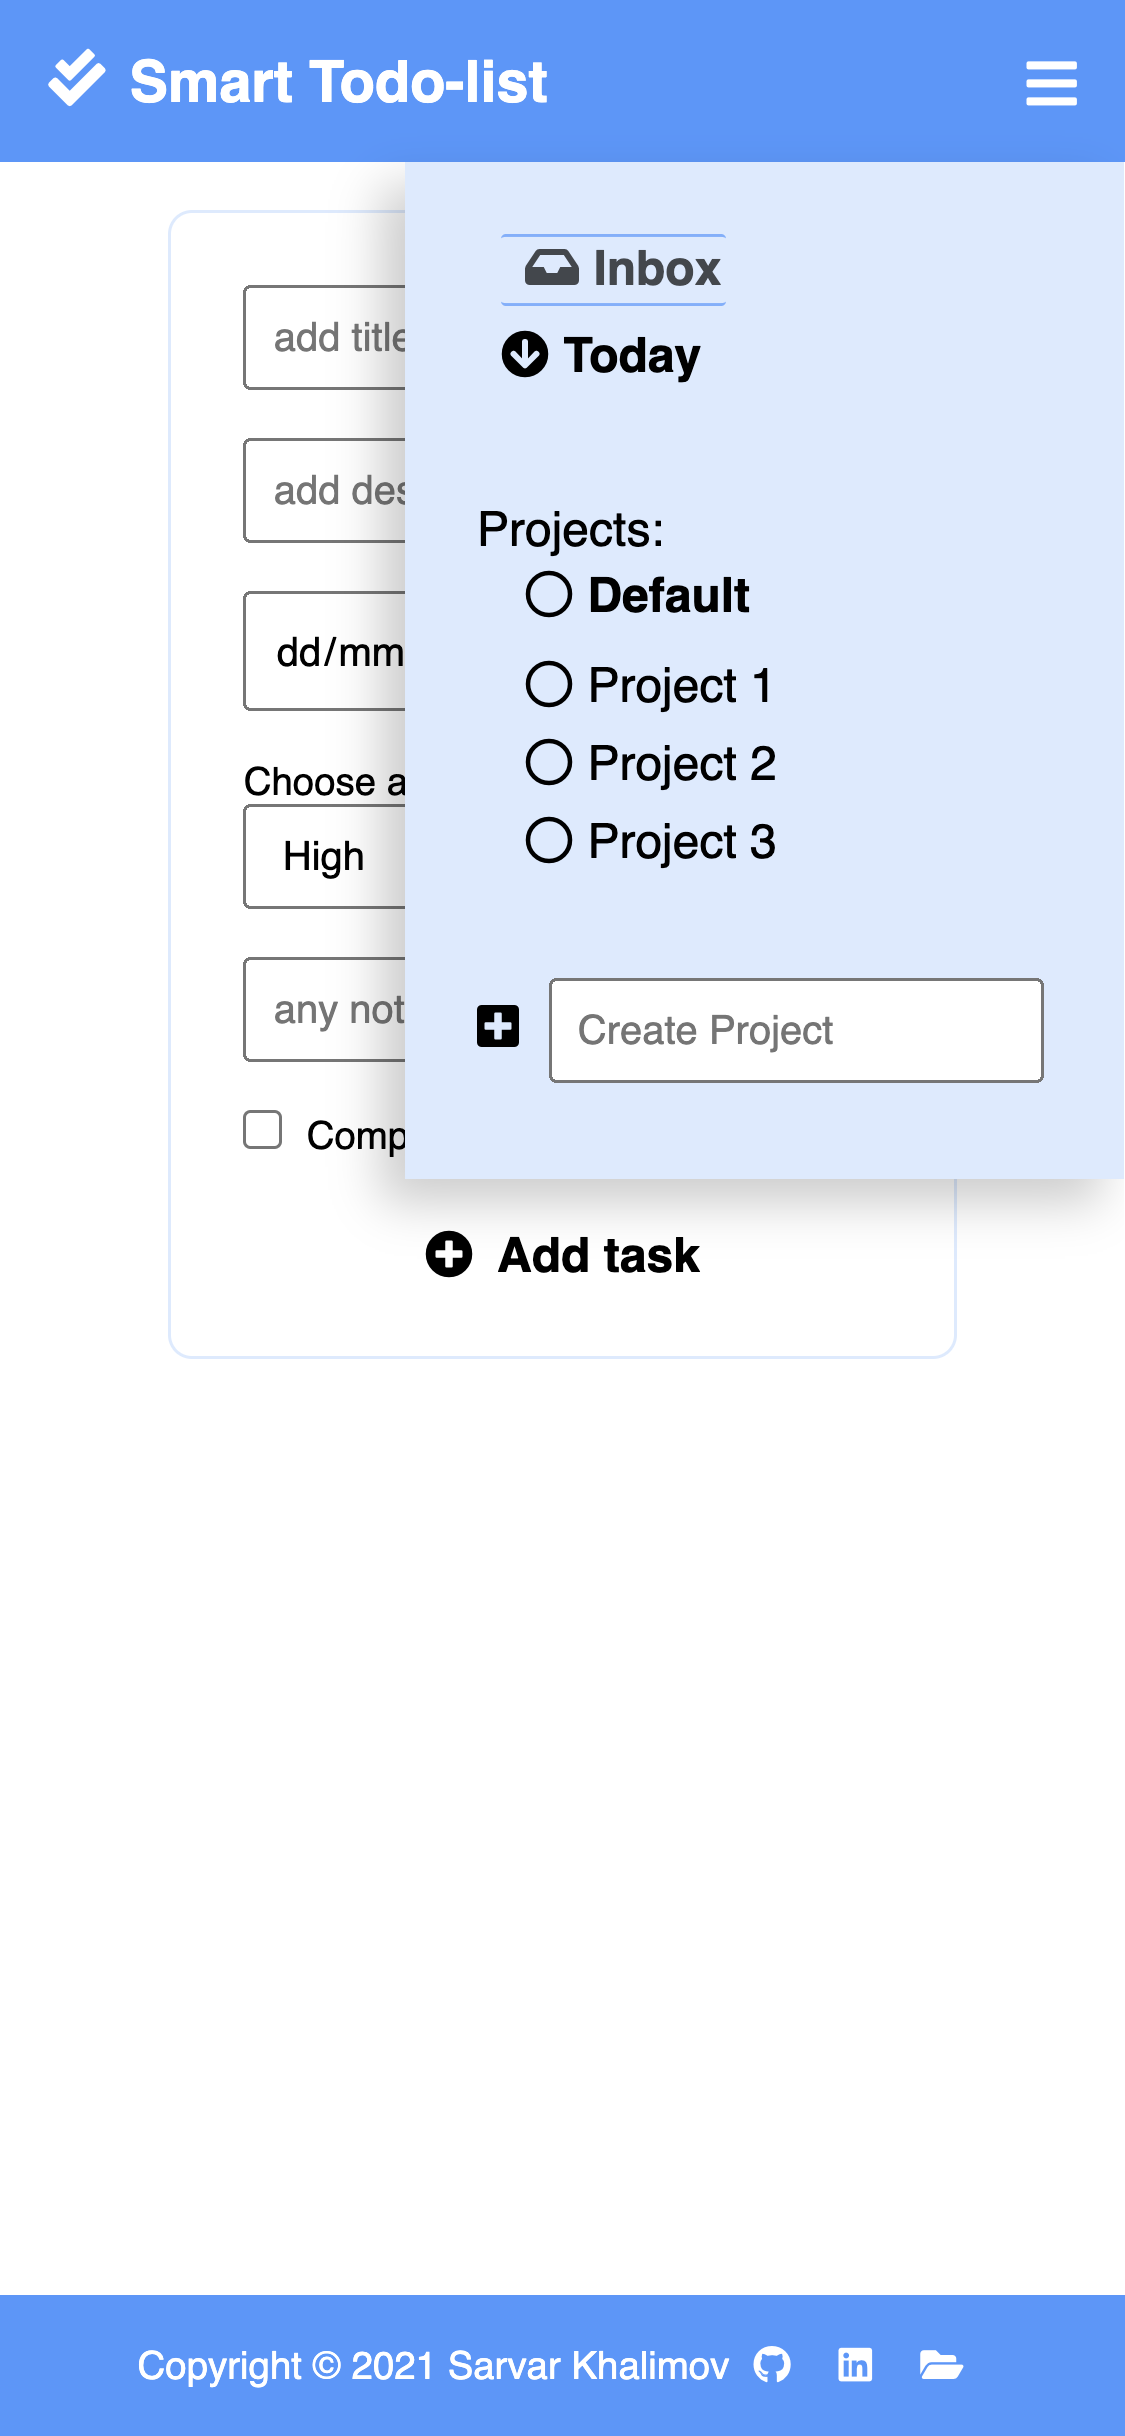 Smart Todo-list
Inbox
Today
Projects:
Default
Project 1
Project 2
Project 3
Create Project
add title
add des
dd/mm
Choose a
High
any not
Comp
Add task
Copyright © 2021 Sarvar Khalimov